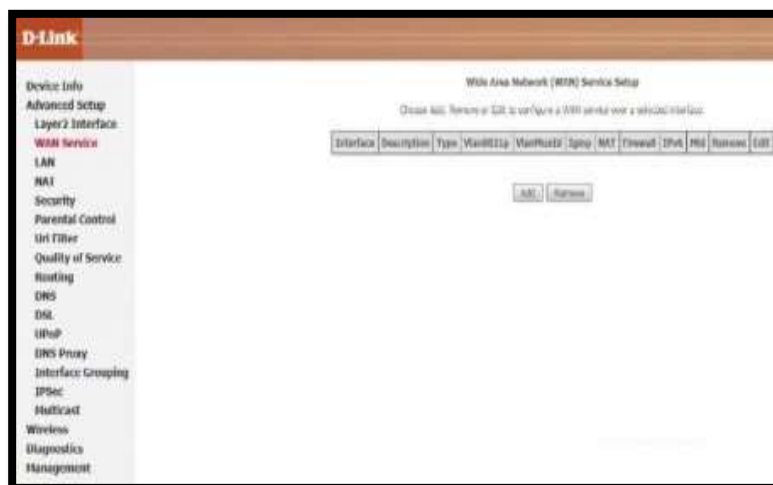 D-Link
Device Info
Advanced Setup
Layer2 Interface
WAN Service
LAN
NAT
Security
Parental Control
Url Filter
Quality of Service
Routing
DNS
DSL
UPnP
DNS Proxy
Interface Grouping
IPSec
Multicast
Wireless
Diagnostics
Management
Wide Area Network (WAN) Service Setup
Choose Add, Remove or Edit to configure a WAN service over a selected interface.
Interface Description Type Vlan8021p VlanMuxId Igmp NAT Firewall IPv6 Mld Remove Edit
Add Remove